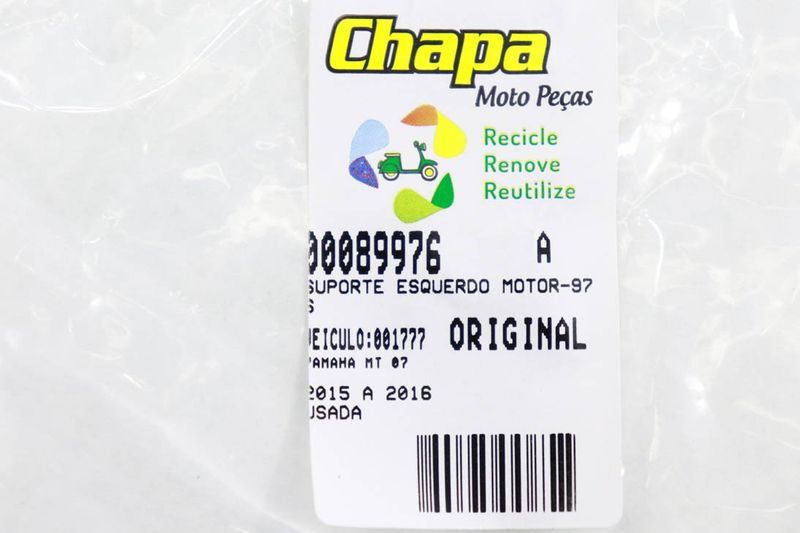 Chapa
Moto Peças
Recicle
Renove
Reutilize
00089976 A
SUPORTE ESQUERDO MOTOR-97
S
VEICULO:001777 ORIGINAL
YAMAHA MT 07
2015 A 2016
USADA